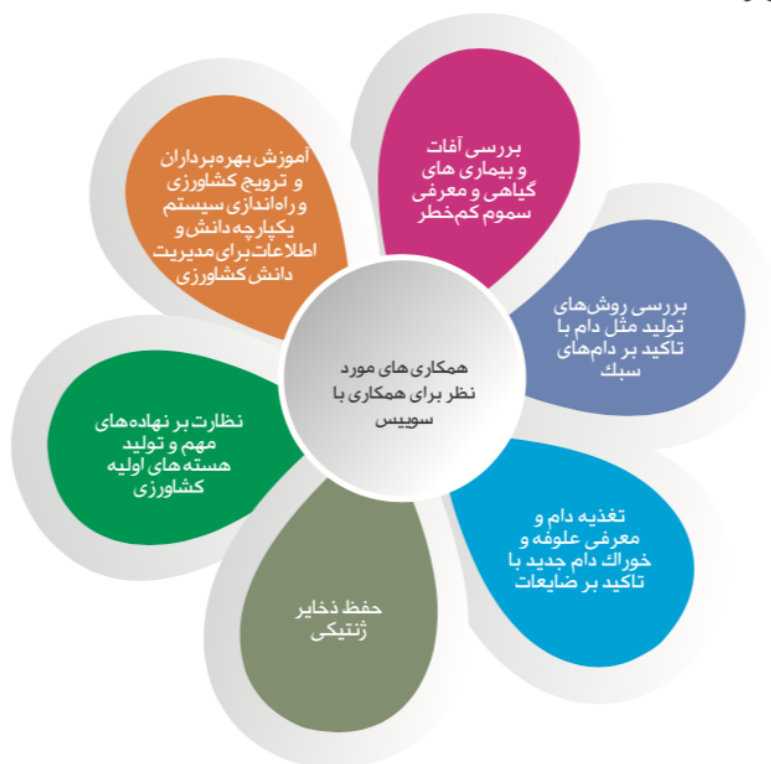 همکاری‌های مورد
نظر برای همکاری با
سوییس
بررسی آفات
و بیماری های
گیاهی و معرفی
سموم کم‌خطر
بررسی روش‌های
تولید مثل دام با
تاکید بر دام‌های
سبک
تغذیه دام و
معرفی علوفه و
خوراک دام جدید با
تاکید بر ضایعات
حفظ ذخایر
ژنتیکی
نظارت بر نهاده‌های
مهم و تولید
هسته های اولیه
کشاورزی
آموزش بهره‌برداران
و ترویج کشاورزی
و راه‌اندازی سیستم
یکپارچه دانش و
اطلاعات برای مدیریت
دانش کشاورزی